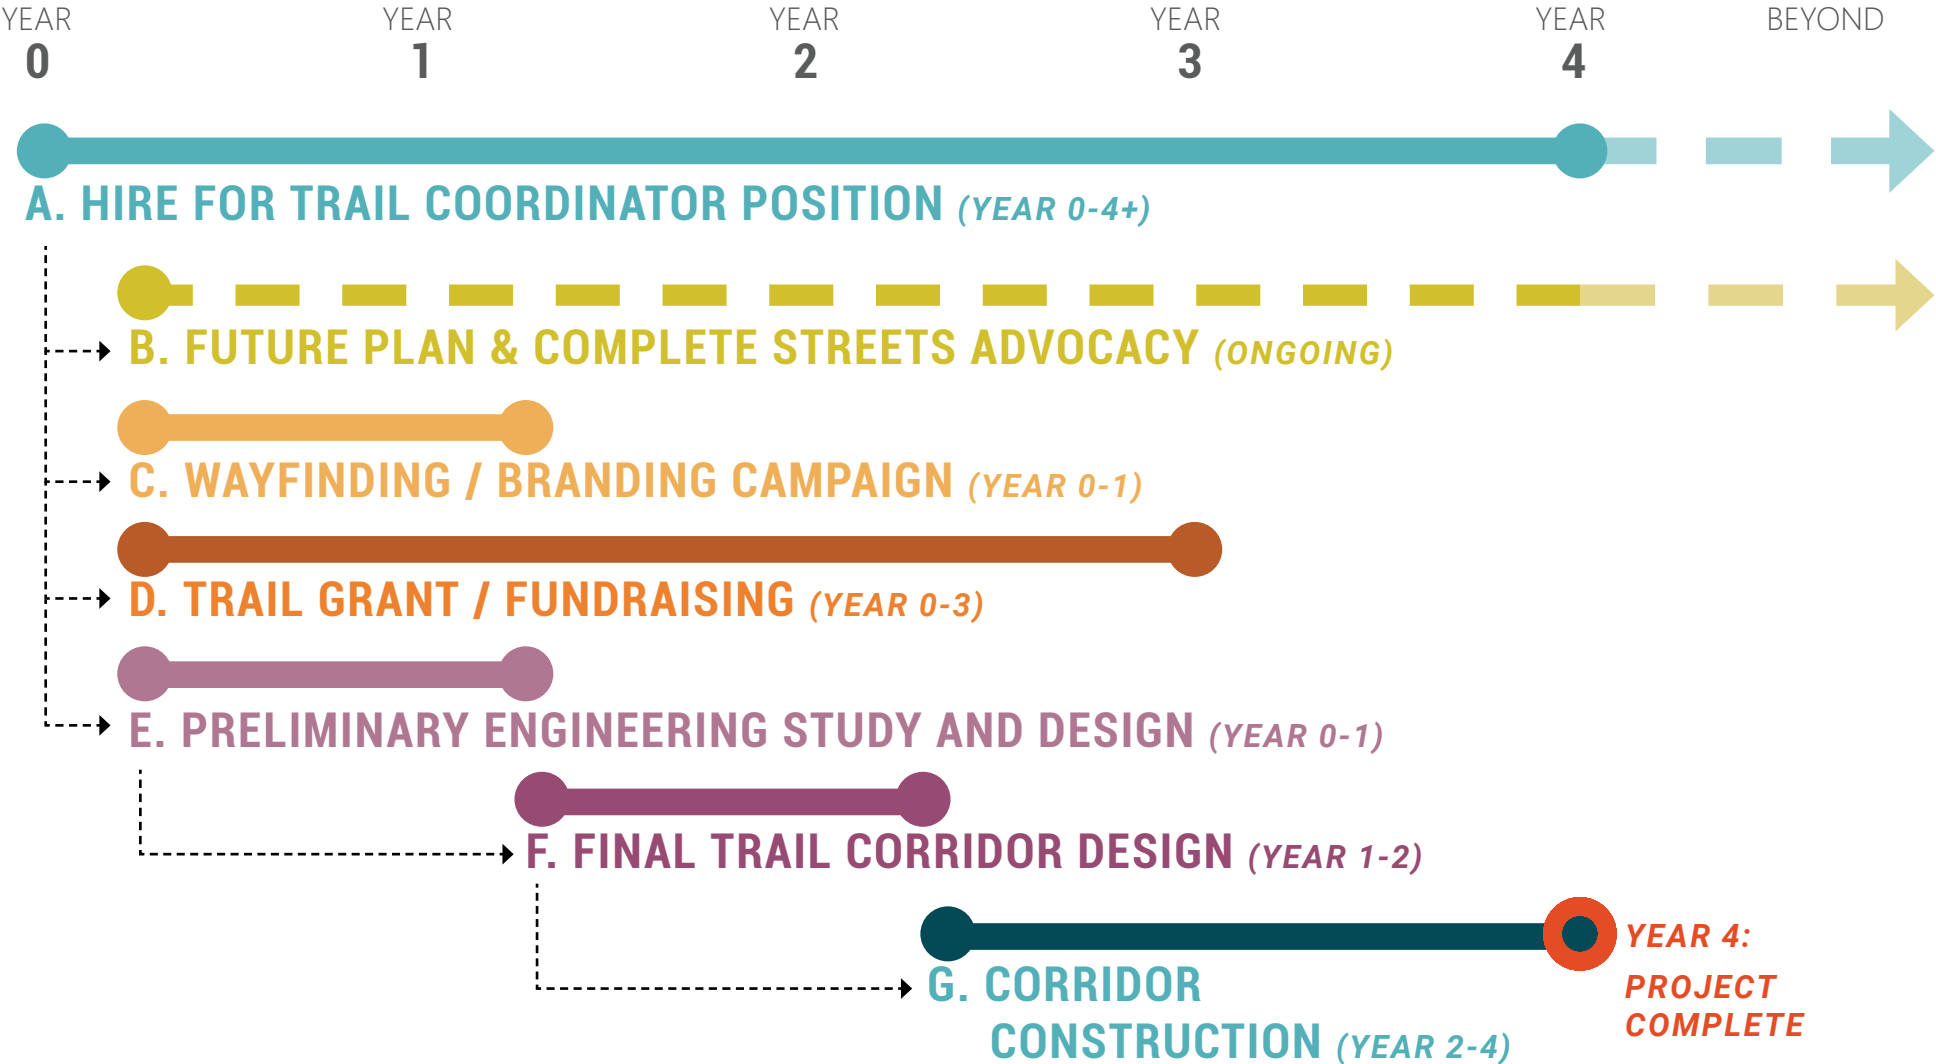 YEAR YEAR YEAR YEAR YEAR BEYOND
0 1 2 3 4
A. HIRE FOR TRAIL COORDINATOR POSITION (YEAR 0-4+)
B. FUTURE PLAN & COMPLETE STREETS ADVOCACY (ONGOING)
C. WAYFINDING / BRANDING CAMPAIGN (YEAR 0-1)
D. TRAIL GRANT / FUNDRAISING (YEAR 0-3)
E. PRELIMINARY ENGINEERING STUDY AND DESIGN (YEAR 0-1)
F. FINAL TRAIL CORRIDOR DESIGN (YEAR 1-2)
G. CORRIDOR
CONSTRUCTION (YEAR 2-4)
YEAR 4:
PROJECT
COMPLETE